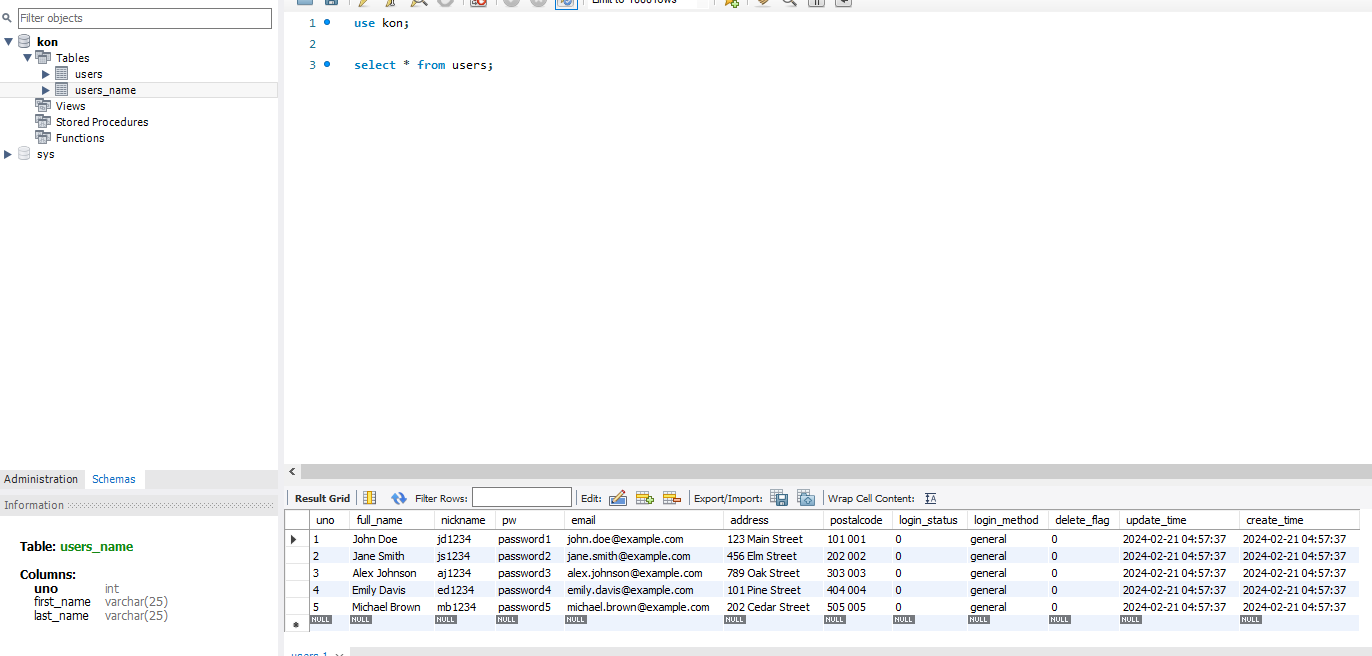 Filter objects
kon
Tables
users
users_name
Views
Stored Procedures
Functions
sys
Administration Schemas
Information
Table: users_name
Columns:
uno int
first_name varchar(25)
last_name varchar(25)
1 use kon;
2
3 select * from users;
Result Grid Filter Rows: Edit: Export/Import: Wrap Cell Content: IA
uno full_name nickname pw email address postalcode login_status login_method delete_flag update_time create_time
1 John Doe jd1234 password1 john.doe@example.com 123 Main Street 101 001 0 general 0 2024-02-21 04:57:37 2024-02-21 04:57:37
2 Jane Smith js1234 password2 jane.smith@example.com 456 Elm Street 202 002 0 general 0 2024-02-21 04:57:37 2024-02-21 04:57:37
3 Alex Johnson aj1234 password3 alex.johnson@example.com 789 Oak Street 303 003 0 general 0 2024-02-21 04:57:37 2024-02-21 04:57:37
4 Emily Davis ed1234 password4 emily.davis@example.com 101 Pine Street 404 004 0 general 0 2024-02-21 04:57:37 2024-02-21 04:57:37
5 Michael Brown mb1234 password5 michael.brown@example.com 202 Cedar Street 505 005 0 general 0 2024-02-21 04:57:37 2024-02-21 04:57:37
NULL NULL NULL NULL NULL NULL NULL NULL NULL NULL NULL NULL